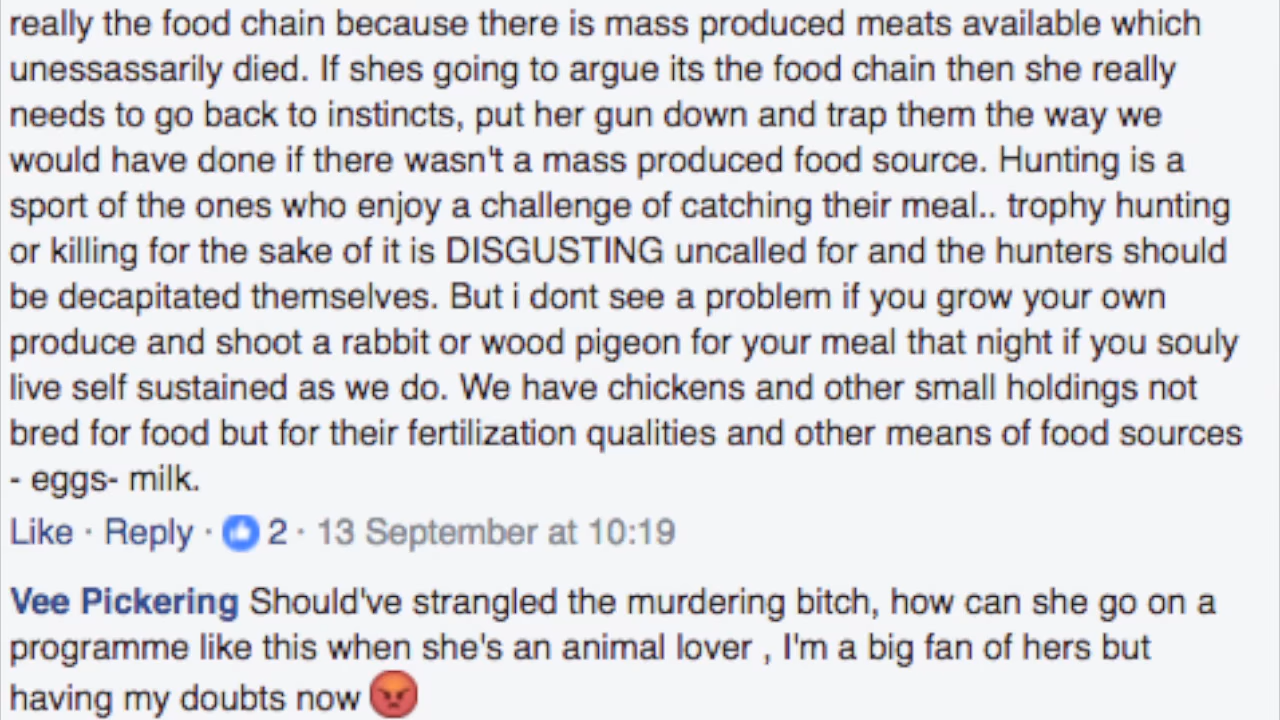 really the food chain because there is mass produced meats available which
unessassarily died. If shes going to argue its the food chain then she really
needs to go back to instincts, put her gun down and trap them the way we
would have done if there wasn't a mass produced food source. Hunting is a
sport of the ones who enjoy a challenge of catching their meal.. trophy hunting
or killing for the sake of it is DISGUSTING uncalled for and the hunters should
be decapitated themselves. But i dont see a problem if you grow your own
produce and shoot a rabbit or wood pigeon for your meal that night if you souly
live self sustained as we do. We have chickens and other small holdings not
bred for food but for their fertilization qualities and other means of food sources
- eggs- milk.
Like · Reply · 2 · 13 September at 10:19
Vee Pickering Should've strangled the murdering bitch, how can she go on a
programme like this when she's an animal lover , I'm a big fan of hers but
having my doubts now 😡